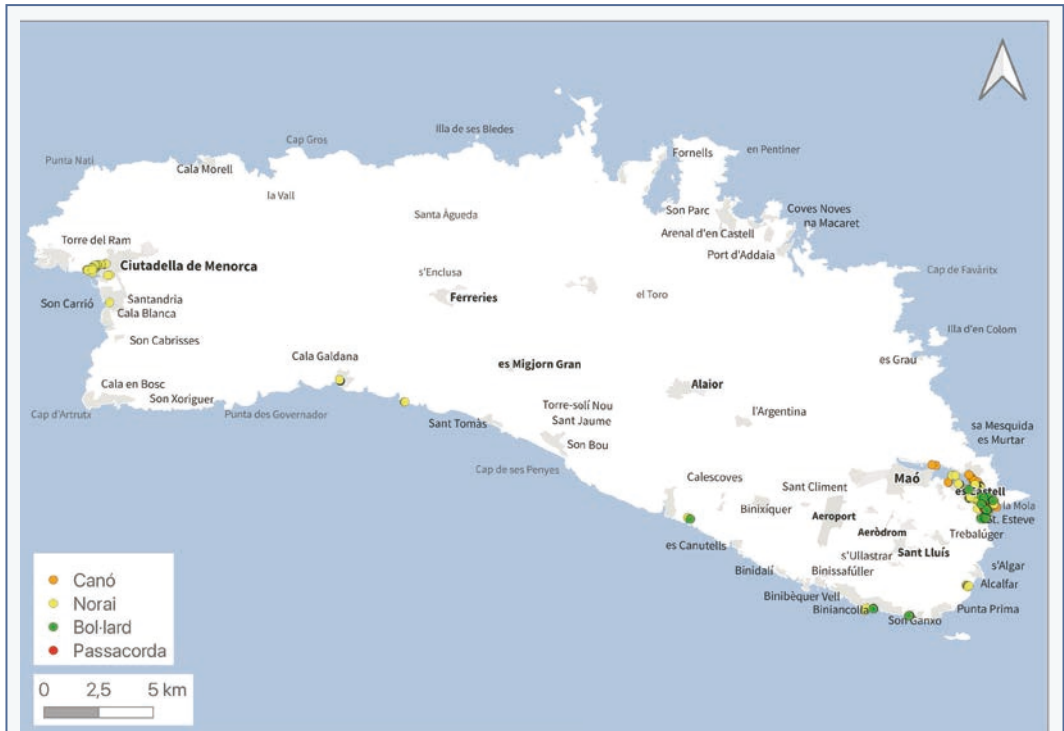 Illa de ses Bledes
Cap Gros
Fornells
en Pentiner
Punta Nati
Cala Morell
la Vall
Santa Àgueda
Son Parc
Coves Noves
na Macaret
Arenal d'en Castell
Port d'Addaia
Torre del Ram
Ciutadella de Menorca
s'Enclusa
Cap de Favàritx
Ferreries
el Toro
Son Carrió
Santandria
Cala Blanca
Illa d'en Colom
Son Cabrisses
Cala Galdana
es Migjorn Gran
es Grau
Cala en Bosc
Alaior
Son Xoriguer
Cap d'Artrutx
Punta des Governador
Torre-solí Nou
Sant Jaume
l'Argentina
Sant Tomàs
Son Bou
sa Mesquida
es Murtar
Cap de ses Penyes
Calescoves
Sant Climent
Maó
es Castell
la Mola
Binixíquer
Aeroport
St. Esteve
Aeròdrom
Trebalúger
es Canutells
s'Ullastrar
Sant Lluís
Binidalí
Binissafúller
s'Algar
Alcalfar
Binibèquer Vell
Biniancolla
Son Ganxo
Punta Prima
Canó
Norai
Bol·lard
Passacorda
0 2,5 5 km